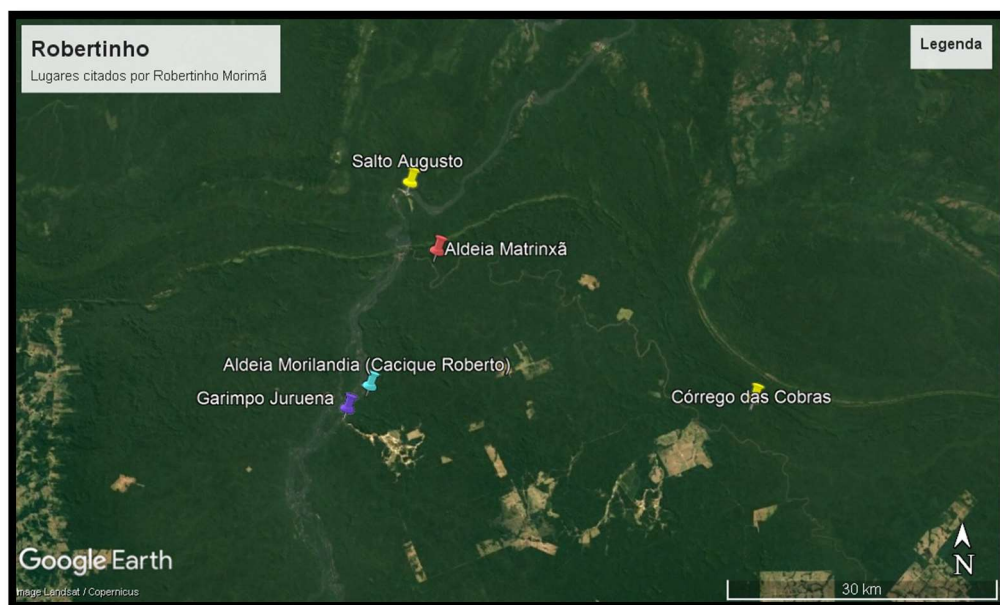 Robertinho
Lugares citados por Robertinho Morimã
Legenda
Salto Augusto
Aldeia Matrinxã
Aldeia Morilandia (Cacique Roberto)
Garimpo Juruena
Córrego das Cobras
N
Google Earth
30 km
Image Landsat / Copernicus